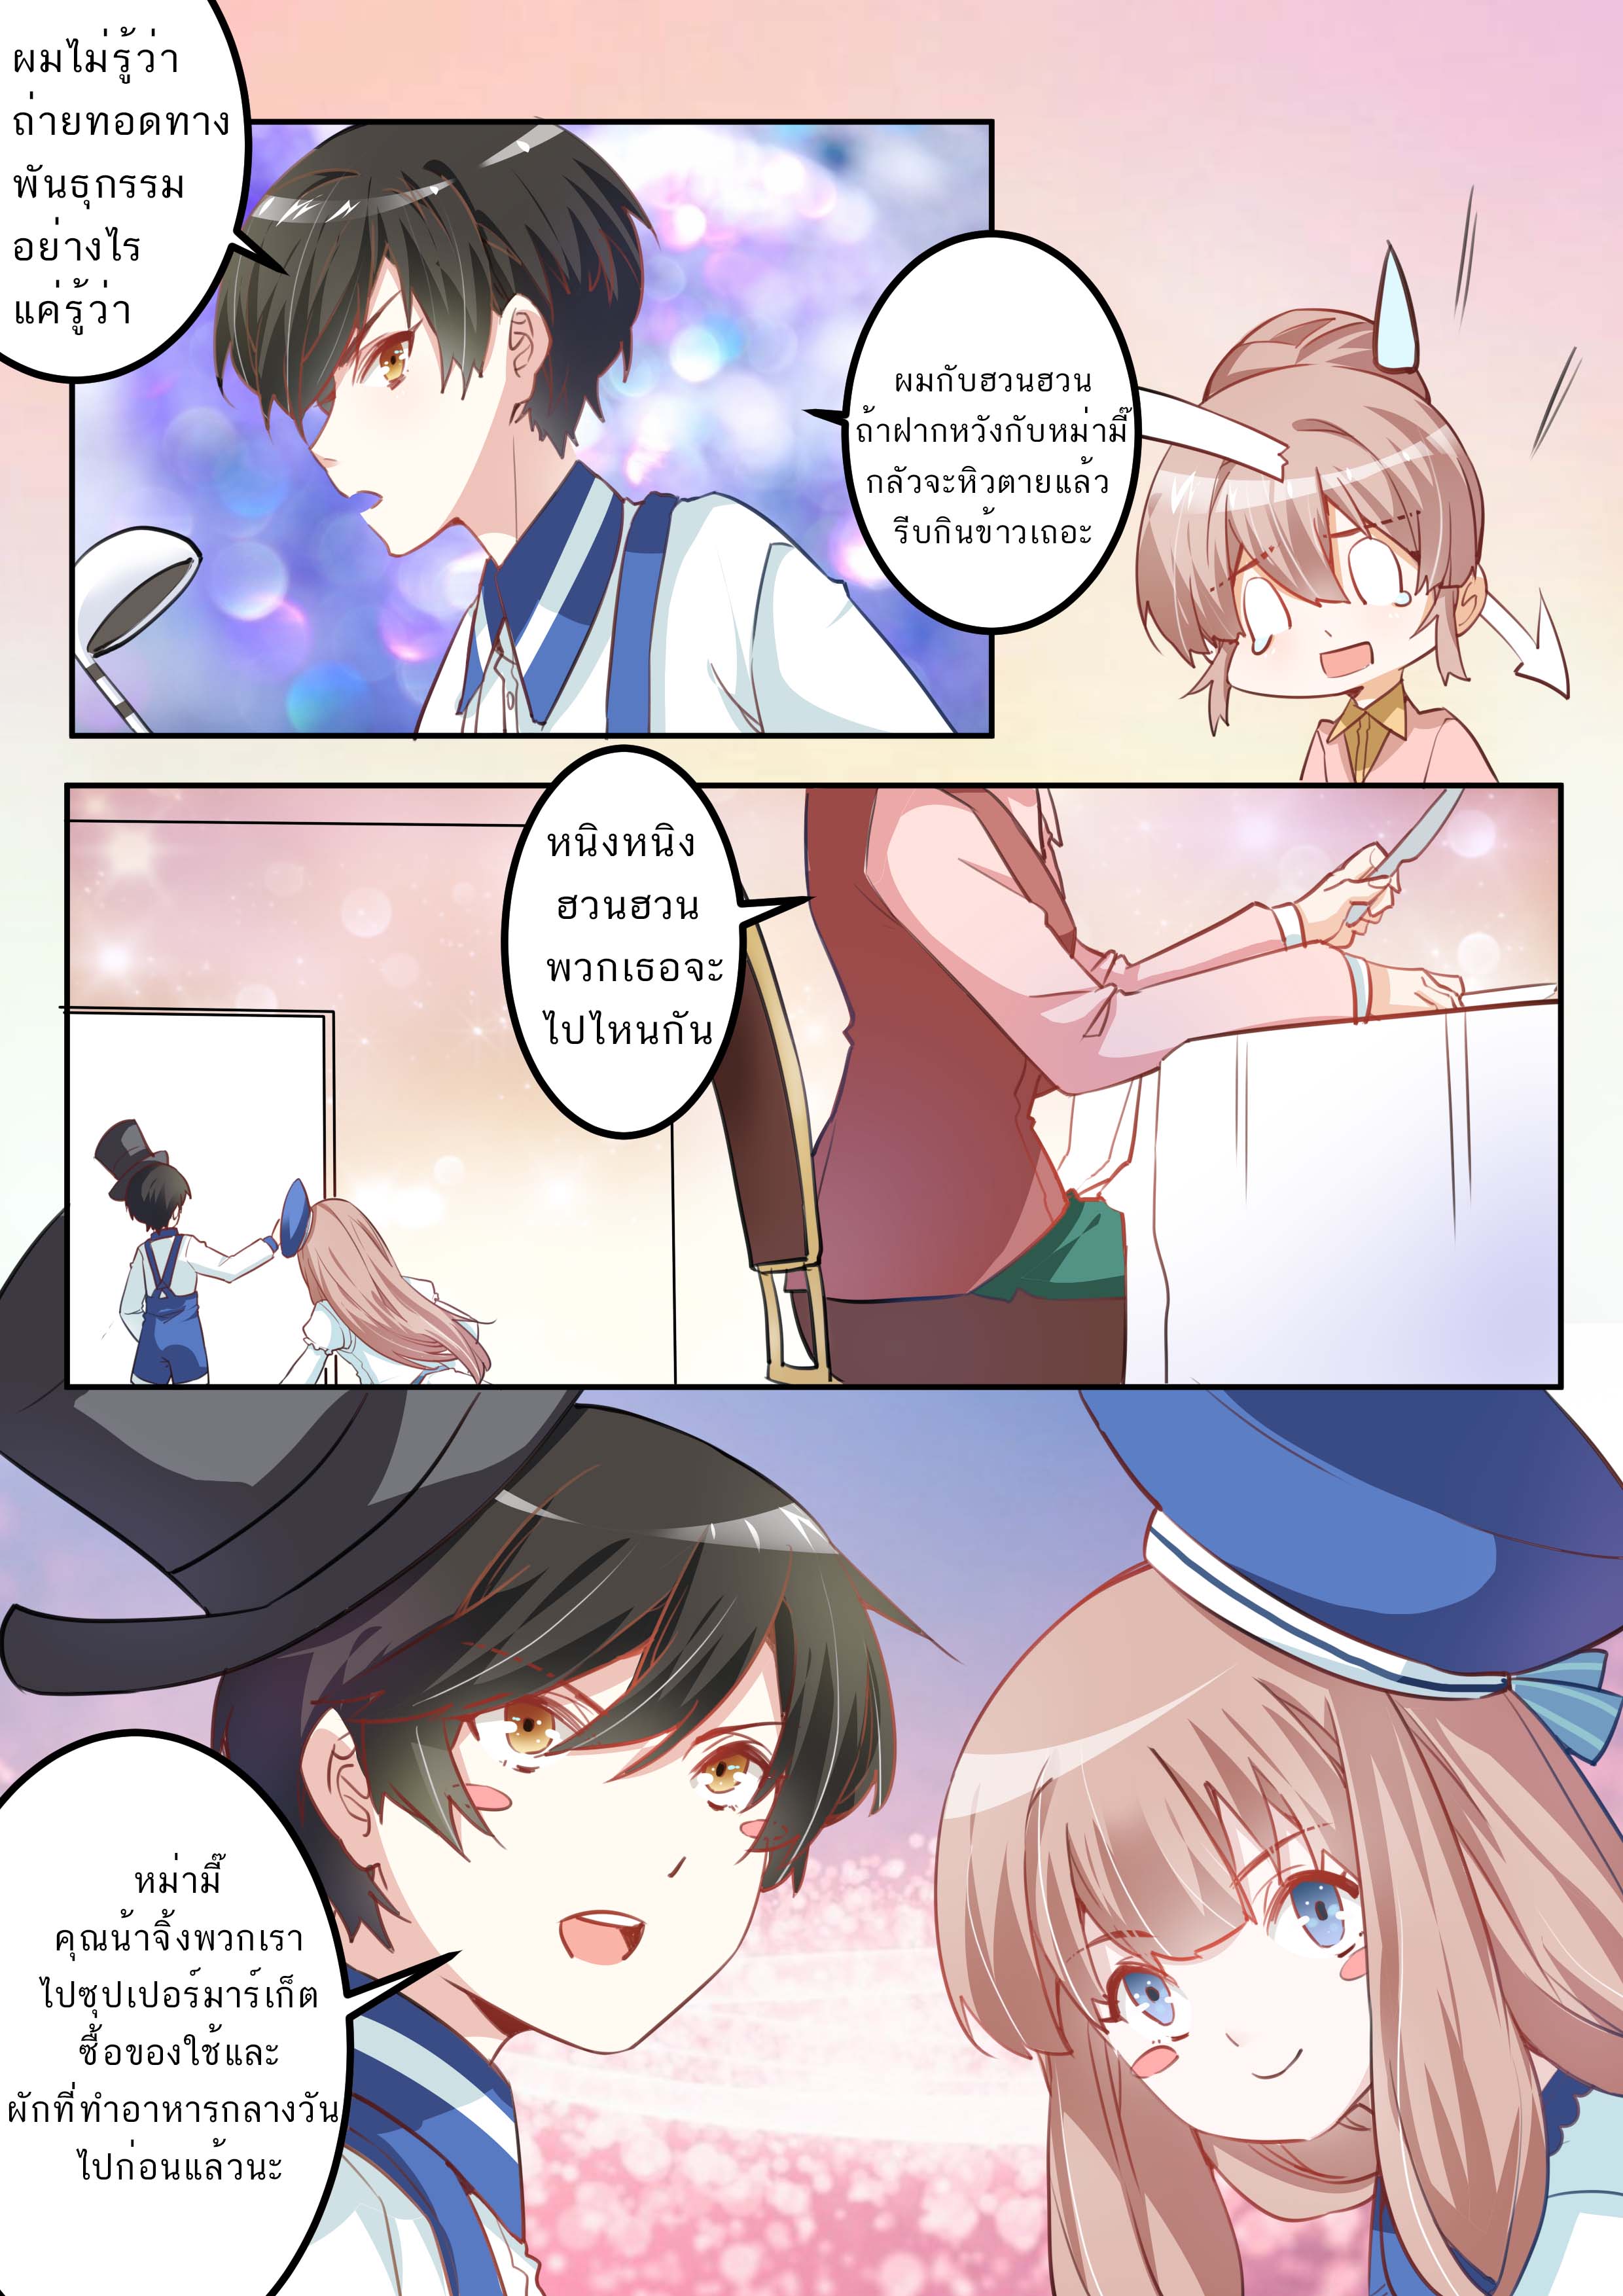 ผมไม่รู้ว่า
ถ่ายทอดทาง
พันธุกรรม
อย่างไร
แค่รู้ว่า
ผมกับฮวนฮวน
ถ้าฝากหวังกับหม่ามี๊
กลัวจะหิวตายแล้ว
รีบกินข้าวเถอะ
หนิงหนิง
ฮวนฮวน
พวกเธอจะ
ไปไหนกัน
หม่ามี๊
คุณน้าจิ้งพวกเรา
ไปซุปเปอร์มาร์เก็ต
ซื้อของใช้และ
ผักที่ทำอาหารกลางวัน
ไปก่อนแล้วนะ